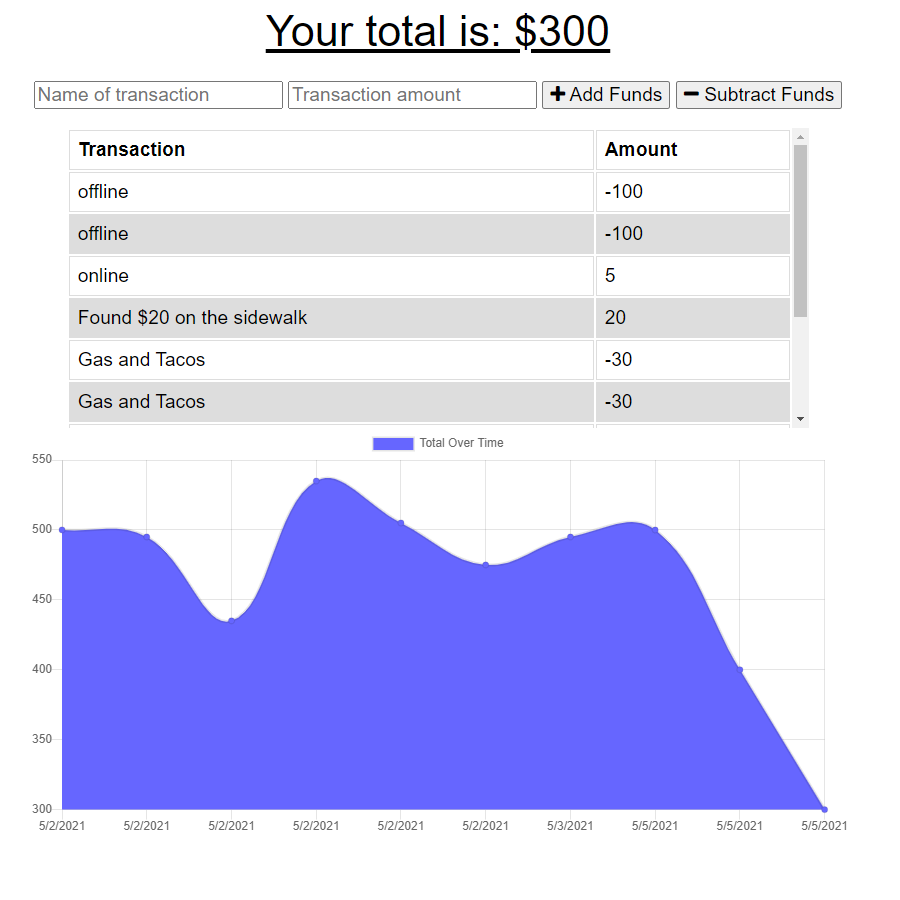 Your total is: $300
Name of transaction Transaction amount Add Funds Subtract Funds
Transaction Amount
offline -100
offline -100
online 5
Found $20 on the sidewalk 20
Gas and Tacos -30
Gas and Tacos -30
Total Over Time
550
500
450
400
350
300
5/2/2021 5/2/2021 5/2/2021 5/2/2021 5/2/2021 5/2/2021 5/3/2021 5/5/2021 5/5/2021 5/5/2021